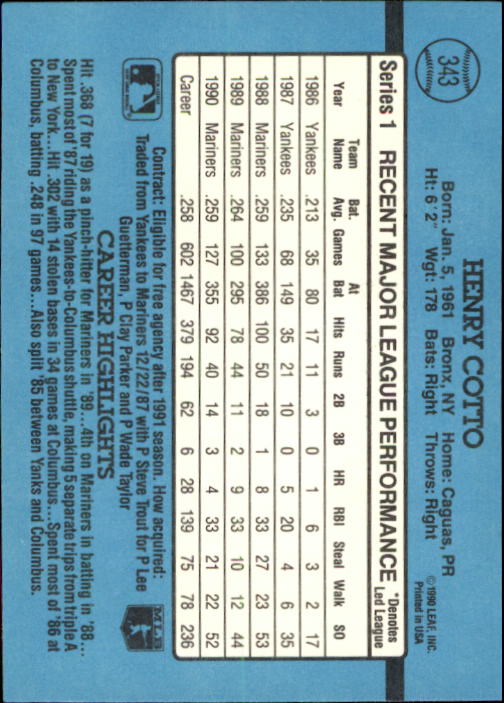 343
HENRY COTTO
Born: Jan. 5, 1961 Bronx, NY Home: Caguas, PR
Ht: 6' 2" Wgt: 178 Bats: Right Throws: Right
©1990 LEAF, INC.
Printed in USA
Series 1 RECENT MAJOR LEAGUE PERFORMANCE *Denotes Led League
Year Team Name Bat. Avg. Games At Bat Hits Runs 2B 3B HR RBI Steal Walk SO
1986 Yankees .213 35 80 17 11 3 0 1 6 3 2 17
1987 Yankees .235 68 149 35 21 10 0 5 20 4 6 35
1988 Mariners .259 133 386 100 50 18 1 8 33 27 23 53
1989 Mariners .264 100 295 78 44 11 2 9 33 10 12 44
1990 Mariners .259 127 355 92 40 14 3 4 33 21 22 52
Career .258 602 1467 379 194 62 6 28 139 75 78 236
Contract: Eligible for free agency after 1991 season. How acquired:
Traded from Yankees to Mariners 12/22/87 with P Steve Trout for P Lee
Guetterman, P Clay Parker and P Wade Taylor
MLB
CAREER HIGHLIGHTS
Hit .368 (7 for 19) as a pinch-hitter for Mariners in '89...4th on Mariners in batting in '88...
Spent most of '87 riding the Yankees-to-Columbus shuttle, making 5 separate trips from triple A
to New York...Hit .302 with 14 stolen bases in 34 games at Columbus...Spent most of '86 at
Columbus, batting .248 in 97 games...Also split '85 between Yanks and Columbus.